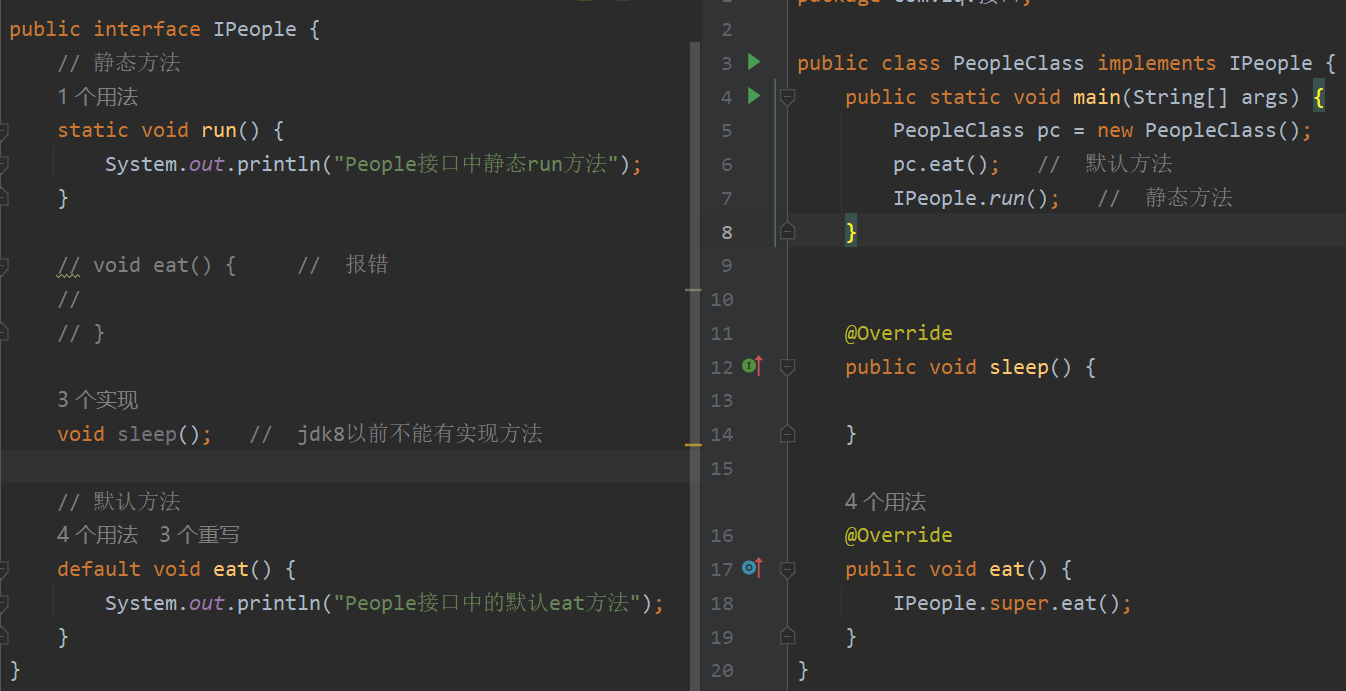 public interface IPeople {
// 静态方法
1 个用法
static void run() {
System.out.println("People接口中静态run方法");
}
// void eat() {     //  报错
//
// }
3 个实现
void sleep();   //  jdk8以前不能有实现方法
// 默认方法
4 个用法   3 个重写
default void eat() {
System.out.println("People接口中的默认eat方法");
}
}
2
3 public class PeopleClass implements IPeople {
4 public static void main(String[] args) {
5 PeopleClass pc = new PeopleClass();
6 pc.eat();   //  默认方法
7 IPeople.run();   //  静态方法
8 }
9
10
11 @Override
12 public void sleep() {
13
14 }
15
4 个用法
16 @Override
17 public void eat() {
18 IPeople.super.eat();
19 }
20 }